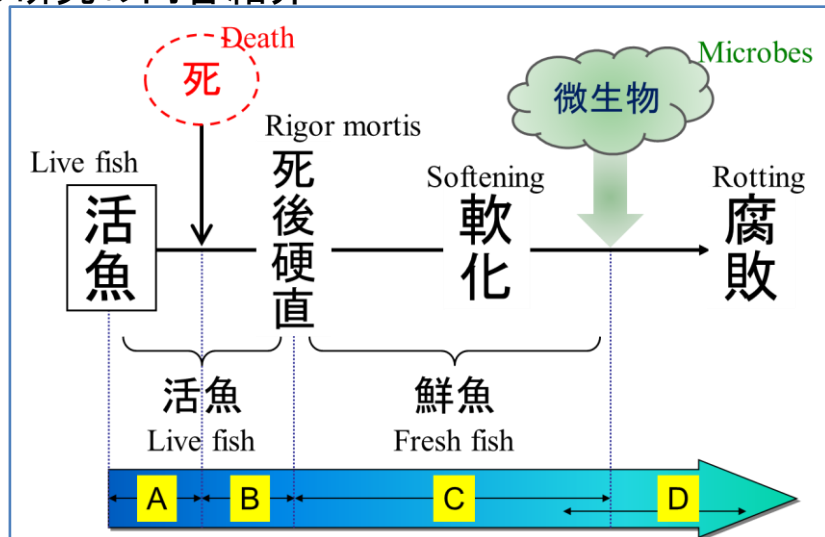 Death
死
Microbes
微生物
Rigor mortis
死後硬直
Live fish
活魚
Softening
軟化
Rotting
腐敗
活魚
Live fish
鮮魚
Fresh fish
A
B
C
D